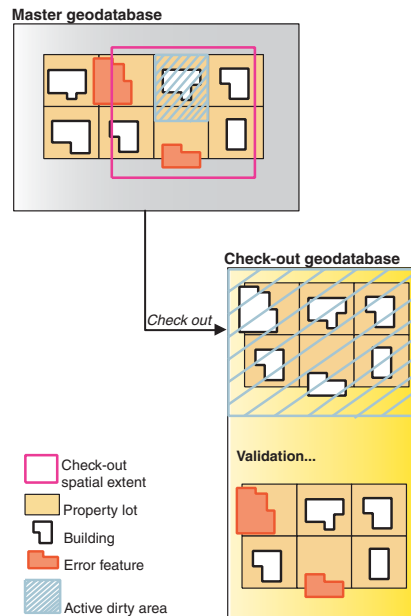 Master geodatabase
Check-out geodatabase
Check out
Validation...
Check-out
spatial extent
Property lot
Building
Error feature
Active dirty area